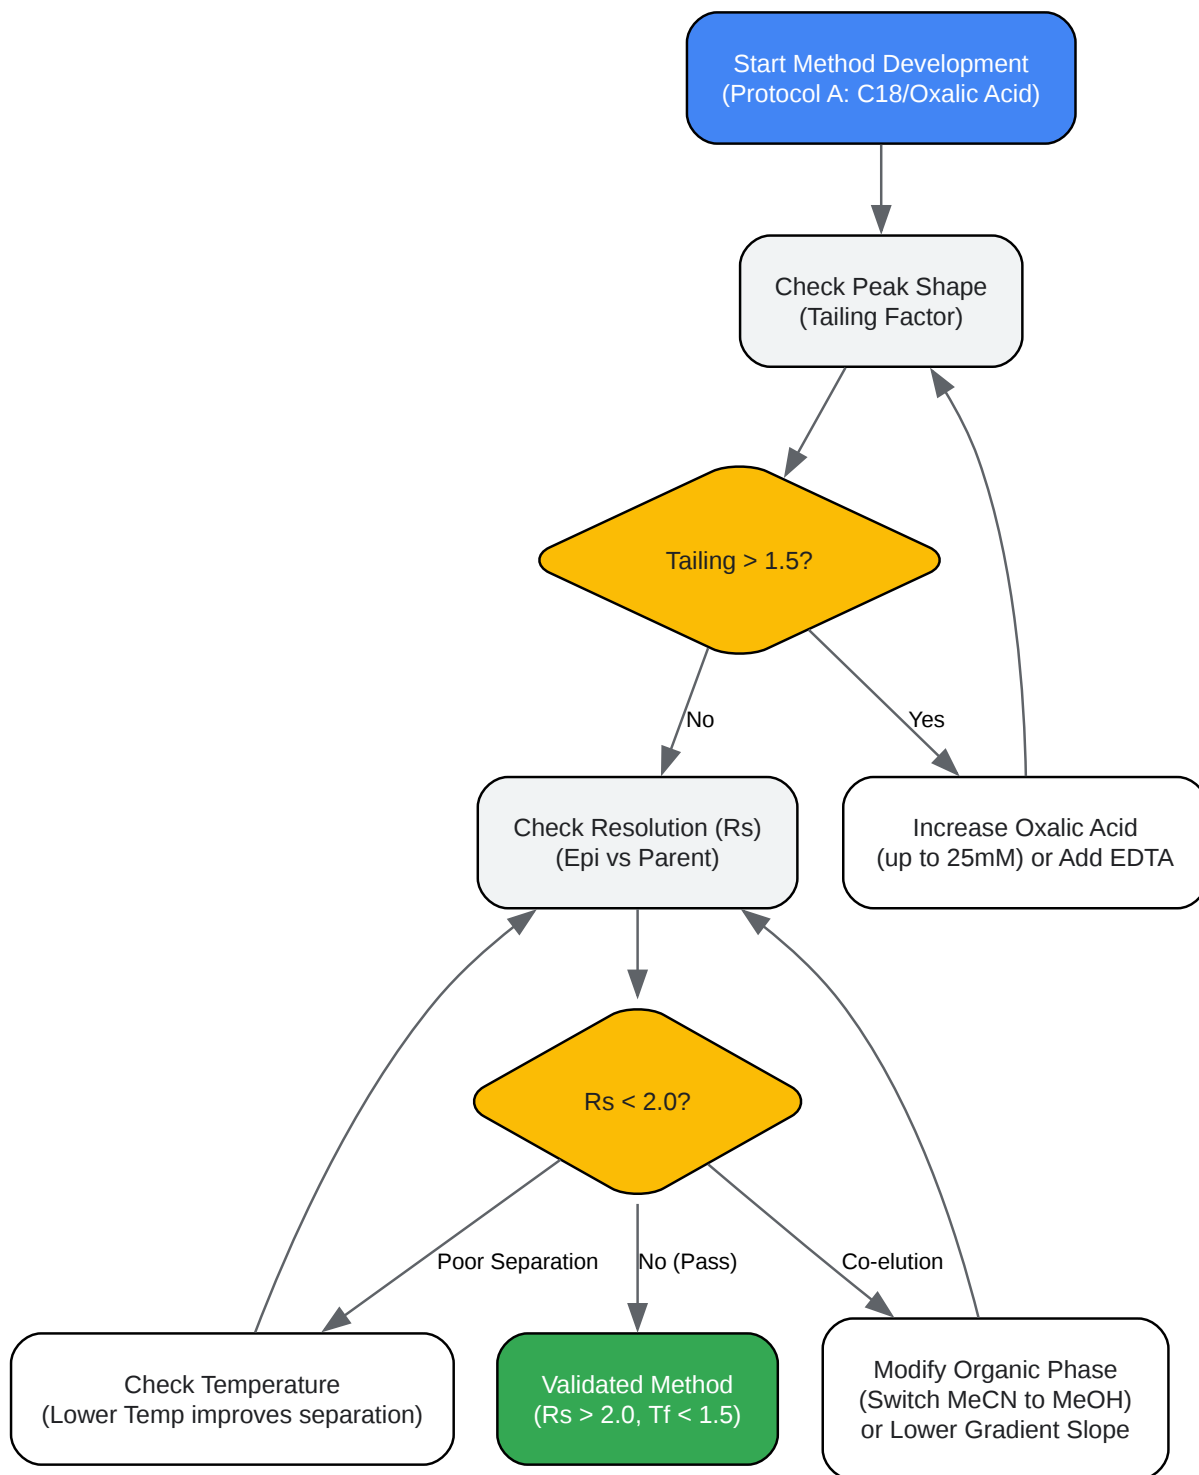 Start Method Development
(Protocol A: C18/Oxalic Acid)
Check Peak Shape
(Tailing Factor)
Tailing > 1.5?
No
Yes
Check Resolution (Rs)
(Epi vs Parent)
Increase Oxalic Acid
(up to 25mM) or Add EDTA
Rs < 2.0?
Poor Separation
No (Pass)
Co-elution
Check Temperature
(Lower Temp improves separation)
Validated Method
(Rs > 2.0, Tf < 1.5)
Modify Organic Phase
(Switch MeCN to MeOH)
or Lower Gradient Slope